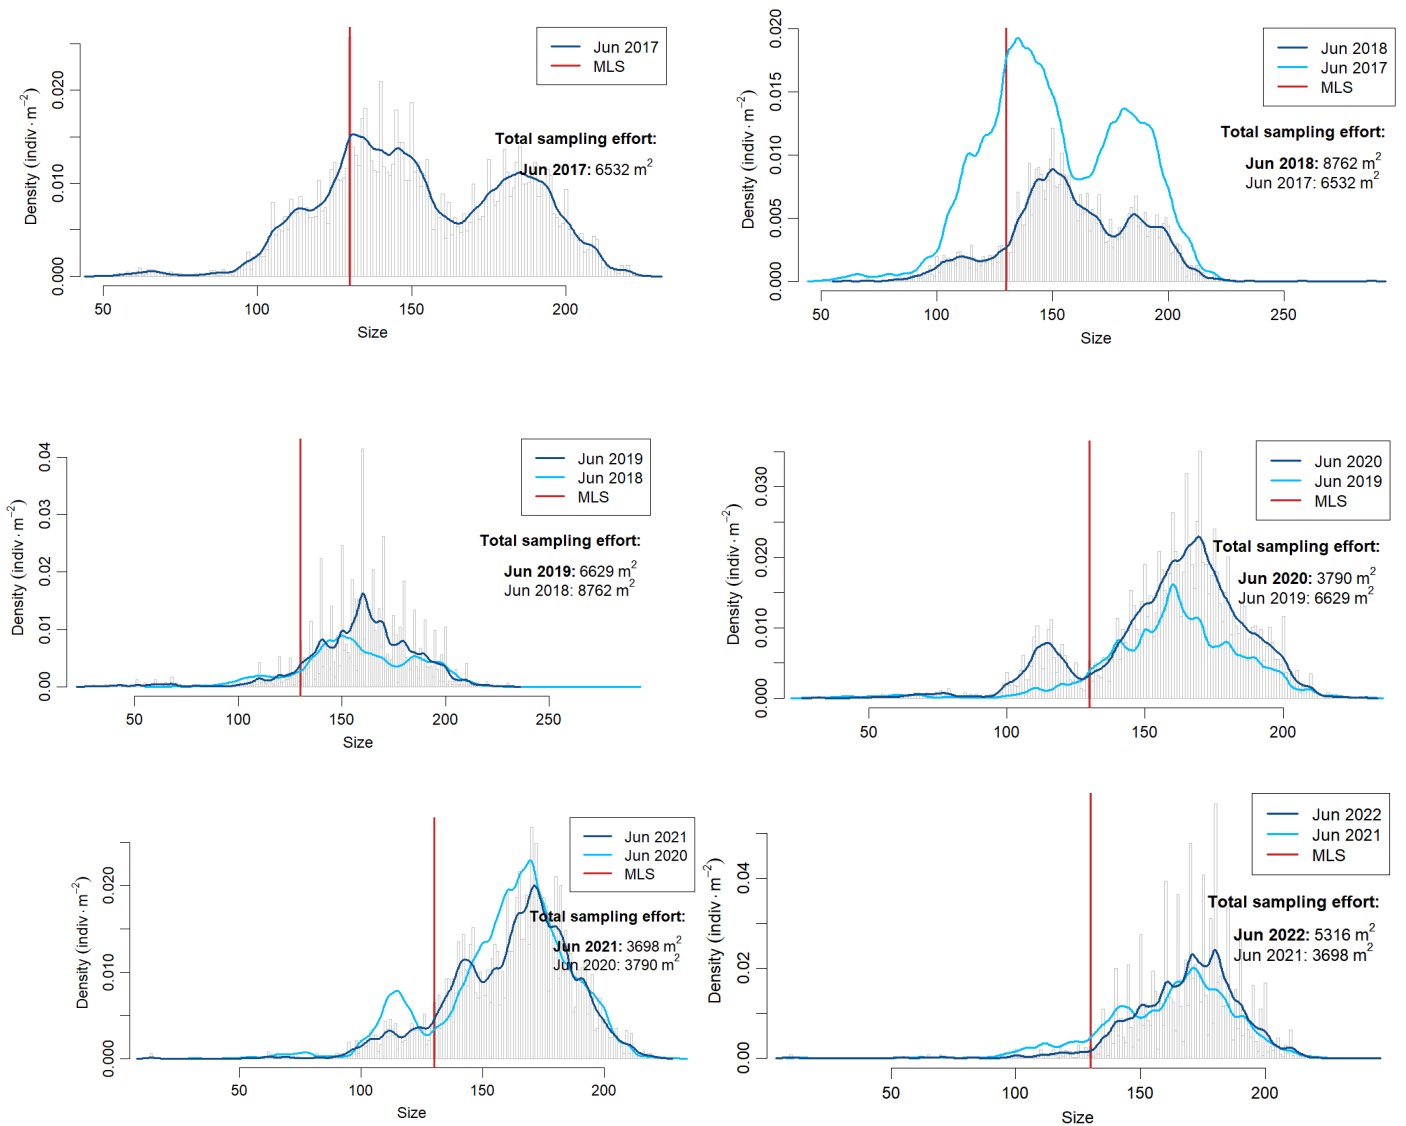 Jun 2017
MLS
Total sampling effort:
Jun 2017: 6532 m2
Density (indiv · m−2)
0.000
0.010
0.020
50
100
150
200
Size
Jun 2018
Jun 2017
MLS
Total sampling effort:
Jun 2018: 8762 m2
Jun 2017: 6532 m2
Density (indiv · m−2)
0.000
0.005
0.010
0.015
0.020
50
100
150
200
250
Size
Jun 2019
Jun 2018
MLS
Total sampling effort:
Jun 2019: 6629 m2
Jun 2018: 8762 m2
Density (indiv · m−2)
0.00
0.01
0.02
0.03
0.04
50
100
150
200
250
Size
Jun 2020
Jun 2019
MLS
Total sampling effort:
Jun 2020: 3790 m2
Jun 2019: 6629 m2
Density (indiv · m−2)
0.000
0.010
0.020
0.030
50
100
150
200
Jun 2021
Jun 2020
MLS
Total sampling effort:
Jun 2021: 3698 m2
Jun 2020: 3790 m2
Density (indiv · m−2)
0.000
0.010
0.020
50
100
150
200
Size
Jun 2022
Jun 2021
MLS
Total sampling effort:
Jun 2022: 5316 m2
Jun 2021: 3698 m2
Density (indiv · m−2)
0.00
0.02
0.04
50
100
150
200
Size